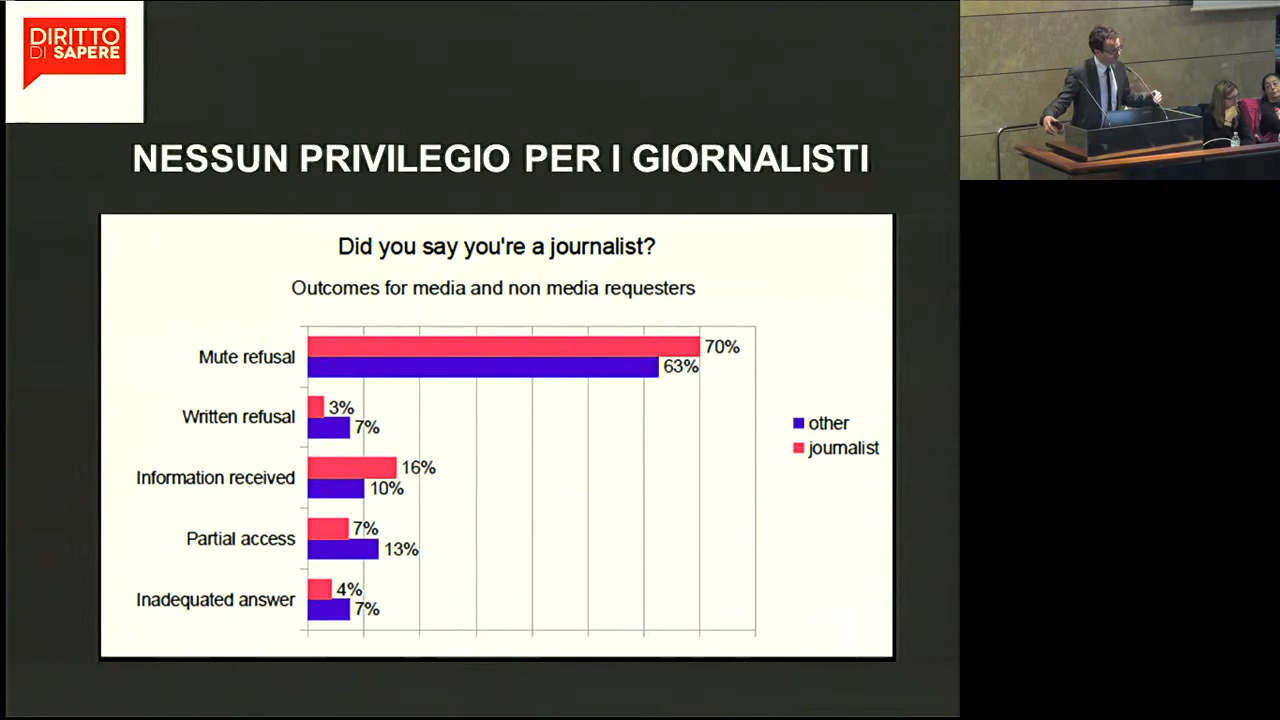 DIRITTO
DI SAPERE
NESSUN PRIVILEGIO PER I GIORNALISTI
Did you say you're a journalist?
Outcomes for media and non media requesters
Mute refusal
70%
63%
Written refusal
3%
7%
Information received
16%
10%
Partial access
7%
13%
Inadequated answer
4%
7%
other
journalist